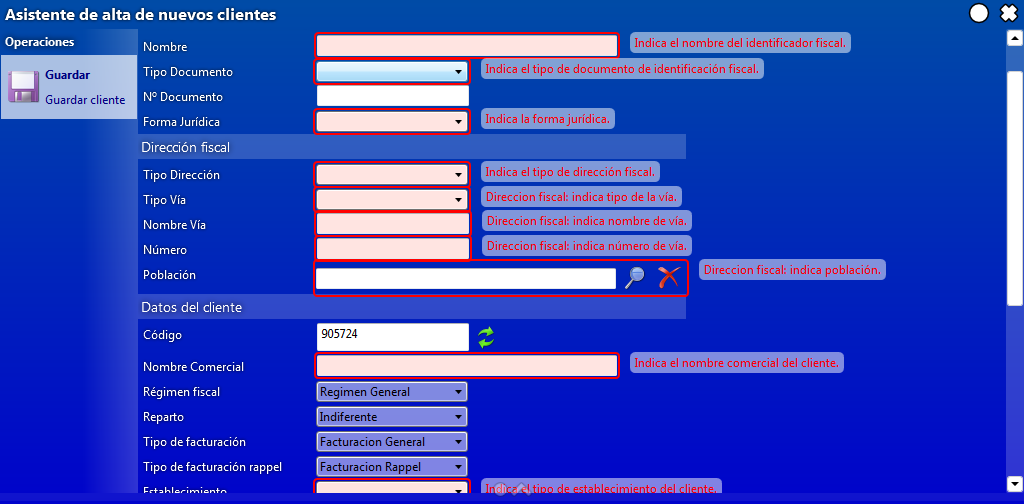 Asistente de alta de nuevos clientes
Operaciones
Guardar
Guardar cliente
Nombre
Indica el nombre del identificador fiscal.
Tipo Documento
Indica el tipo de documento de identificación fiscal.
Nº Documento
Forma Jurídica
Indica la forma jurídica.
Dirección fiscal
Tipo Dirección
Indica el tipo de dirección fiscal.
Tipo Vía
Direccion fiscal: indica tipo de la vía.
Nombre Vía
Direccion fiscal: indica nombre de vía.
Número
Direccion fiscal: indica número de vía.
Población
Direccion fiscal: indica población.
Datos del cliente
Código
905724
Nombre Comercial
Indica el nombre comercial del cliente.
Régimen fiscal
Regimen General
Reparto
Indiferente
Tipo de facturación
Facturacion General
Tipo de facturación rappel
Facturacion Rappel
Establecimiento
Indica el tipo de establecimiento del cliente.